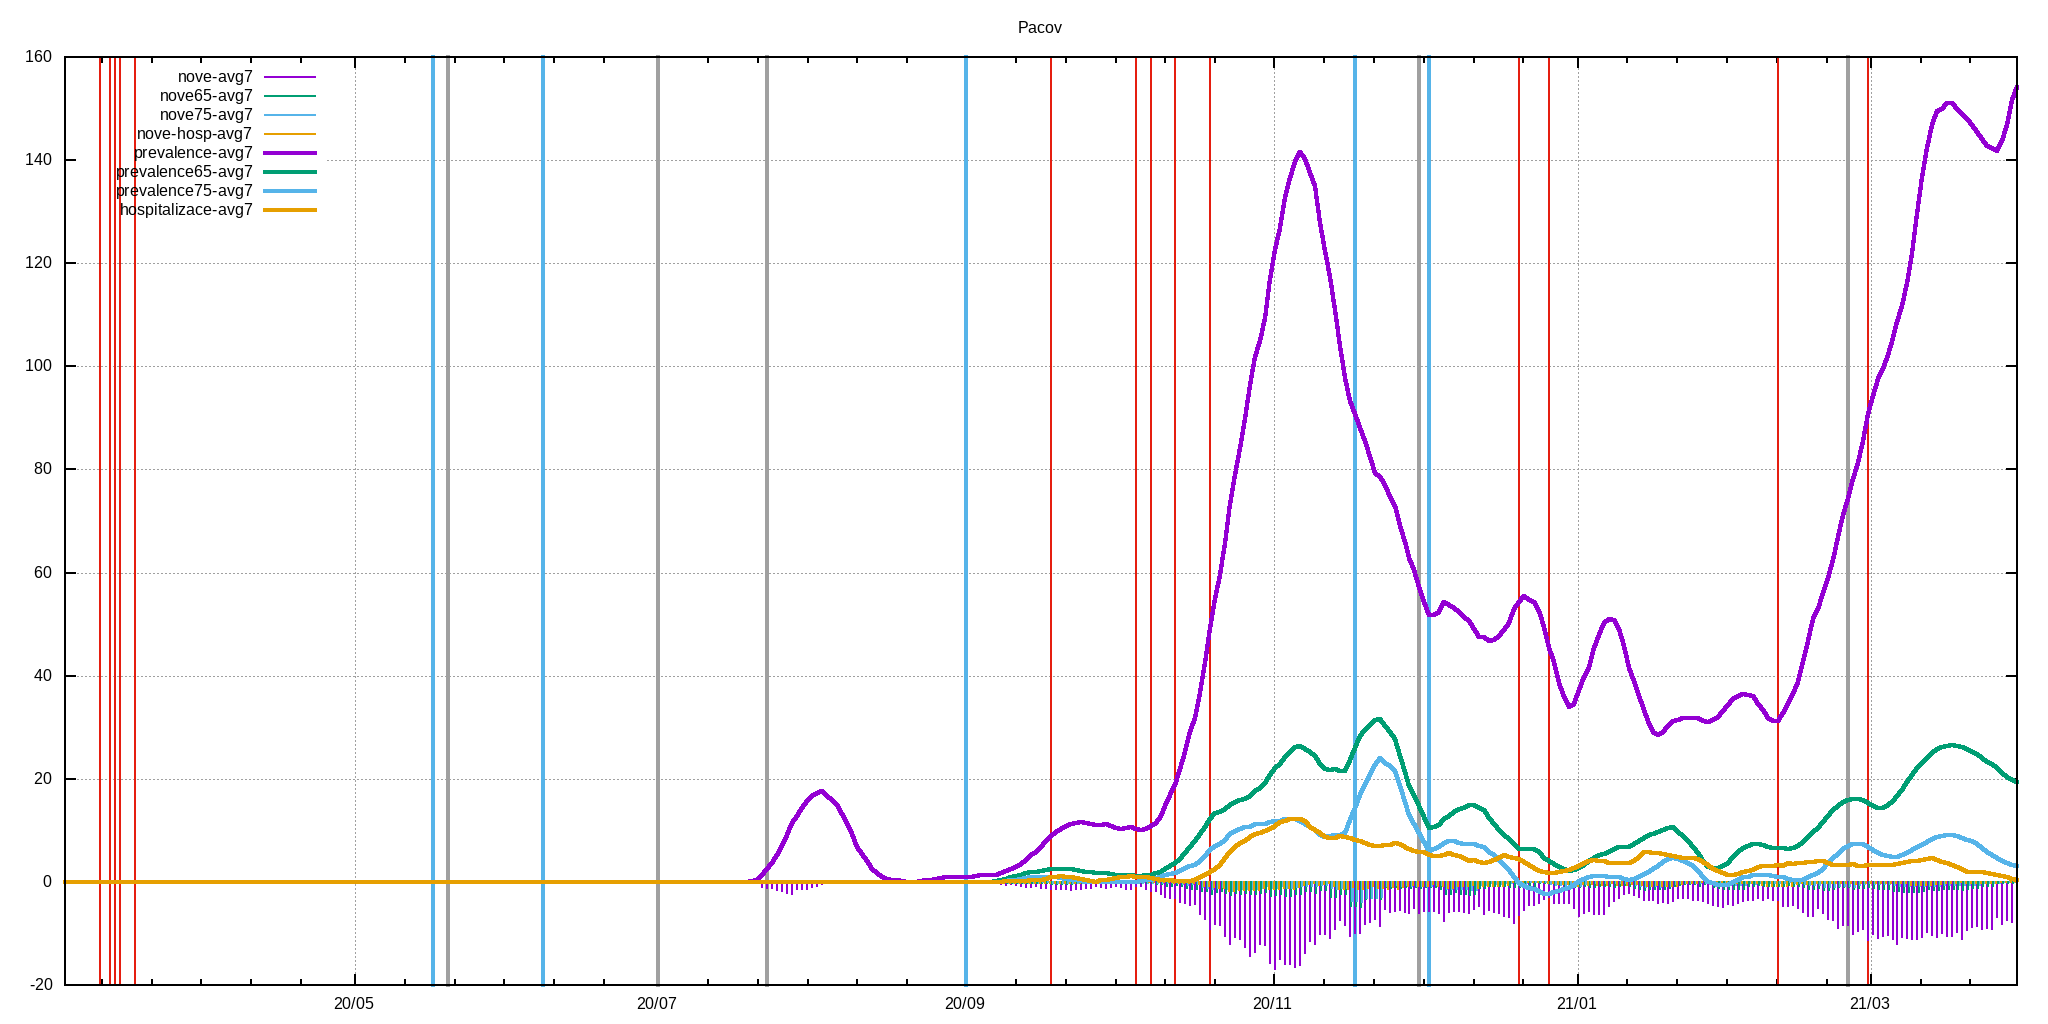 Pacov
160
140
120
100
80
60
40
20
0
-20
nove-avg7
nove65-avg7
nove75-avg7
nove-hosp-avg7
prevalence-avg7
prevalence65-avg7
prevalence75-avg7
hospitalizace-avg7
20/05 20/07 20/09 20/11 21/01 21/03